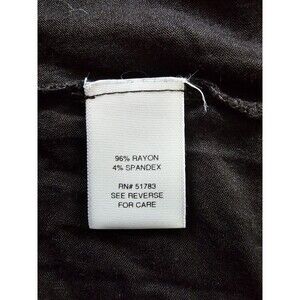 96% RAYON
4% SPANDEX
RN# 51783
SEE REVERSE
FOR CARE